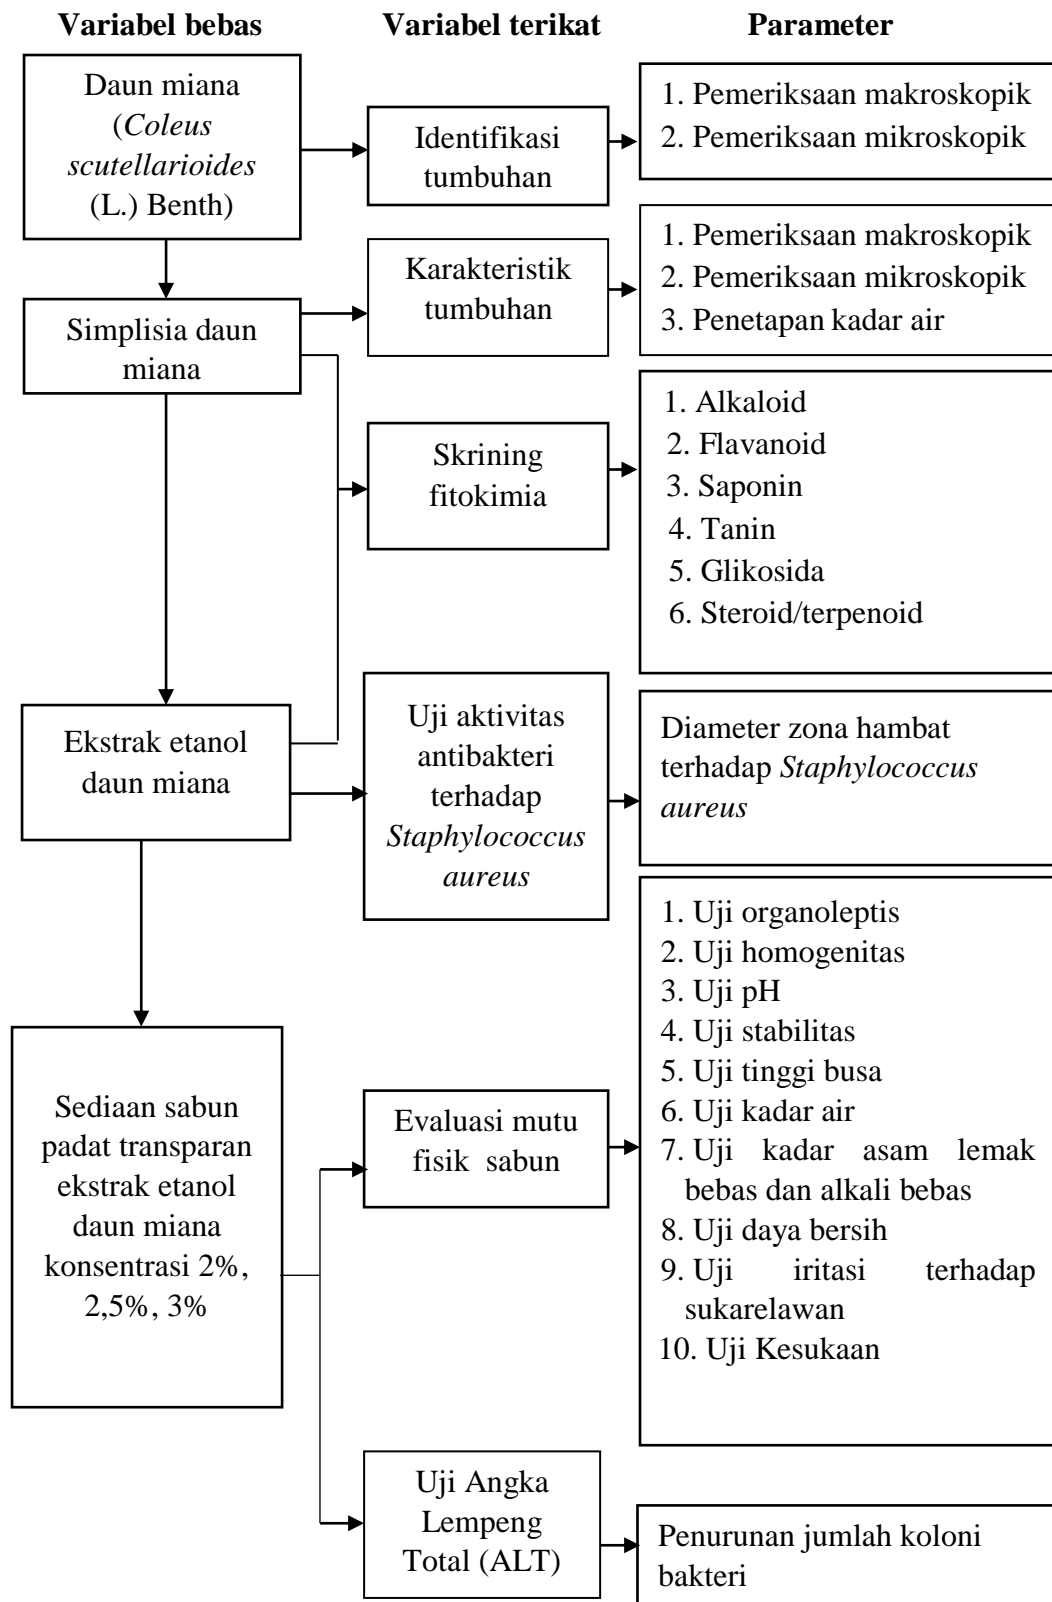 Variabel bebas
Variabel terikat
Parameter
Daun miana
(Coleus
scutellarioides
(L.) Benth)
Identifikasi
tumbuhan
1. Pemeriksaan makroskopik
2. Pemeriksaan mikroskopik
Simplisia daun
miana
Karakteristik
tumbuhan
1. Pemeriksaan makroskopik
2. Pemeriksaan mikroskopik
3. Penetapan kadar air
Skrining
fitokimia
1. Alkaloid
2. Flavanoid
3. Saponin
4. Tanin
5. Glikosida
6. Steroid/terpenoid
Ekstrak etanol
daun miana
Uji aktivitas
antibakteri
terhadap
Staphylococcus
aureus
Diameter zona hambat
terhadap Staphylococcus
aureus
Sediaan sabun
padat transparan
ekstrak etanol
daun miana
konsentrasi 2%,
2,5%, 3%
Evaluasi mutu
fisik sabun
1. Uji organoleptis
2. Uji homogenitas
3. Uji pH
4. Uji stabilitas
5. Uji tinggi busa
6. Uji kadar air
7. Uji kadar asam lemak
bebas dan alkali bebas
8. Uji daya bersih
9. Uji iritasi terhadap
sukarelawan
10. Uji Kesukaan
Uji Angka
Lempeng
Total (ALT)
Penurunan jumlah koloni
bakteri